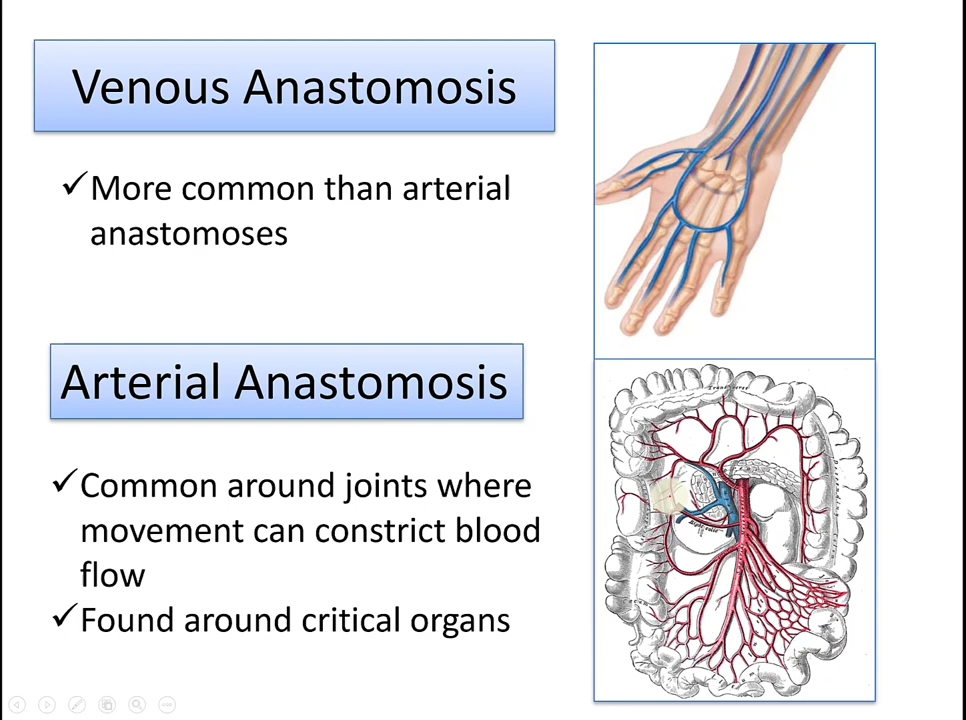 Venous Anastomosis
✓More common than arterial
anastomoses
Arterial Anastomosis
✓Common around joints where
movement can constrict blood
flow
✓Found around critical organs